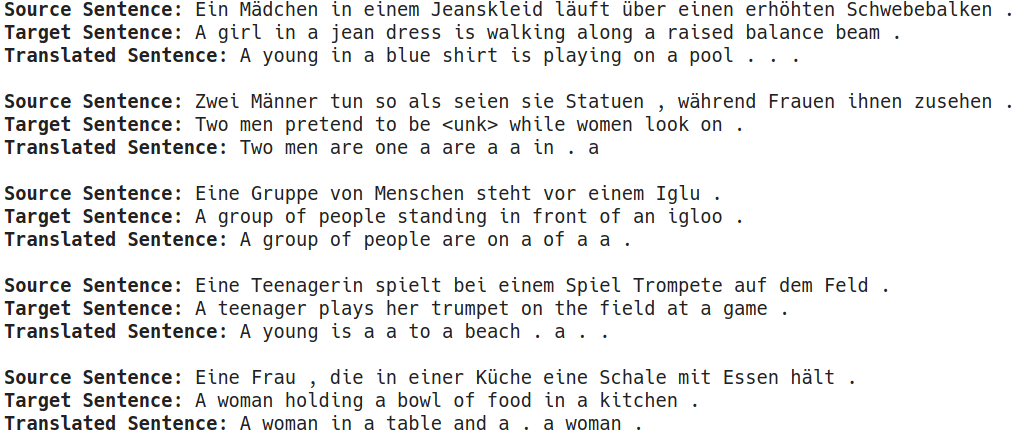 Source Sentence: Ein Mädchen in einem Jeanskleid läuft über einen erhöhten Schwebebalken .
Target Sentence: A girl in a jean dress is walking along a raised balance beam .
Translated Sentence: A young in a blue shirt is playing on a pool . . .
Source Sentence: Zwei Männer tun so als seien sie Statuen , während Frauen ihnen zusehen .
Target Sentence: Two men pretend to be <unk> while women look on .
Translated Sentence: Two men are one a are a a in . a
Source Sentence: Eine Gruppe von Menschen steht vor einem Iglu .
Target Sentence: A group of people standing in front of an igloo .
Translated Sentence: A group of people are on a of a a .
Source Sentence: Eine Teenagerin spielt bei einem Spiel Trompete auf dem Feld .
Target Sentence: A teenager plays her trumpet on the field at a game .
Translated Sentence: A young is a a to a beach . a . .
Source Sentence: Eine Frau , die in einer Küche eine Schale mit Essen hält .
Target Sentence: A woman holding a bowl of food in a kitchen .
Translated Sentence: A woman in a table and a . a woman .